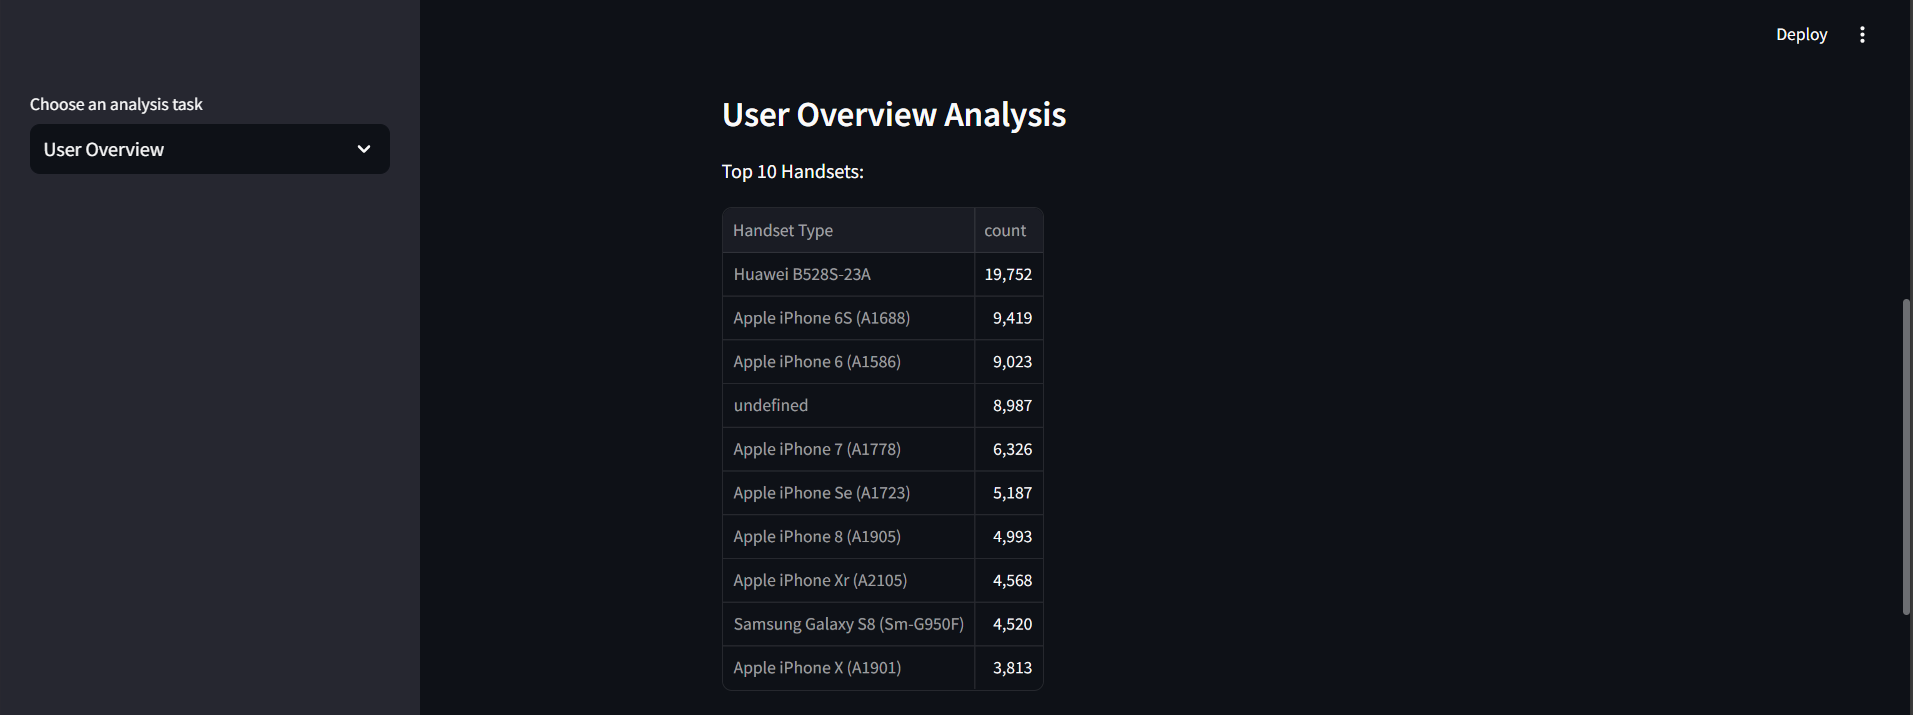 Deploy
Choose an analysis task
User Overview
User Overview Analysis
Top 10 Handsets:
Handset Type count
Huawei B528S-23A 19,752
Apple iPhone 6S (A1688) 9,419
Apple iPhone 6 (A1586) 9,023
undefined 8,987
Apple iPhone 7 (A1778) 6,326
Apple iPhone Se (A1723) 5,187
Apple iPhone 8 (A1905) 4,993
Apple iPhone Xr (A2105) 4,568
Samsung Galaxy S8 (Sm-G950F) 4,520
Apple iPhone X (A1901) 3,813